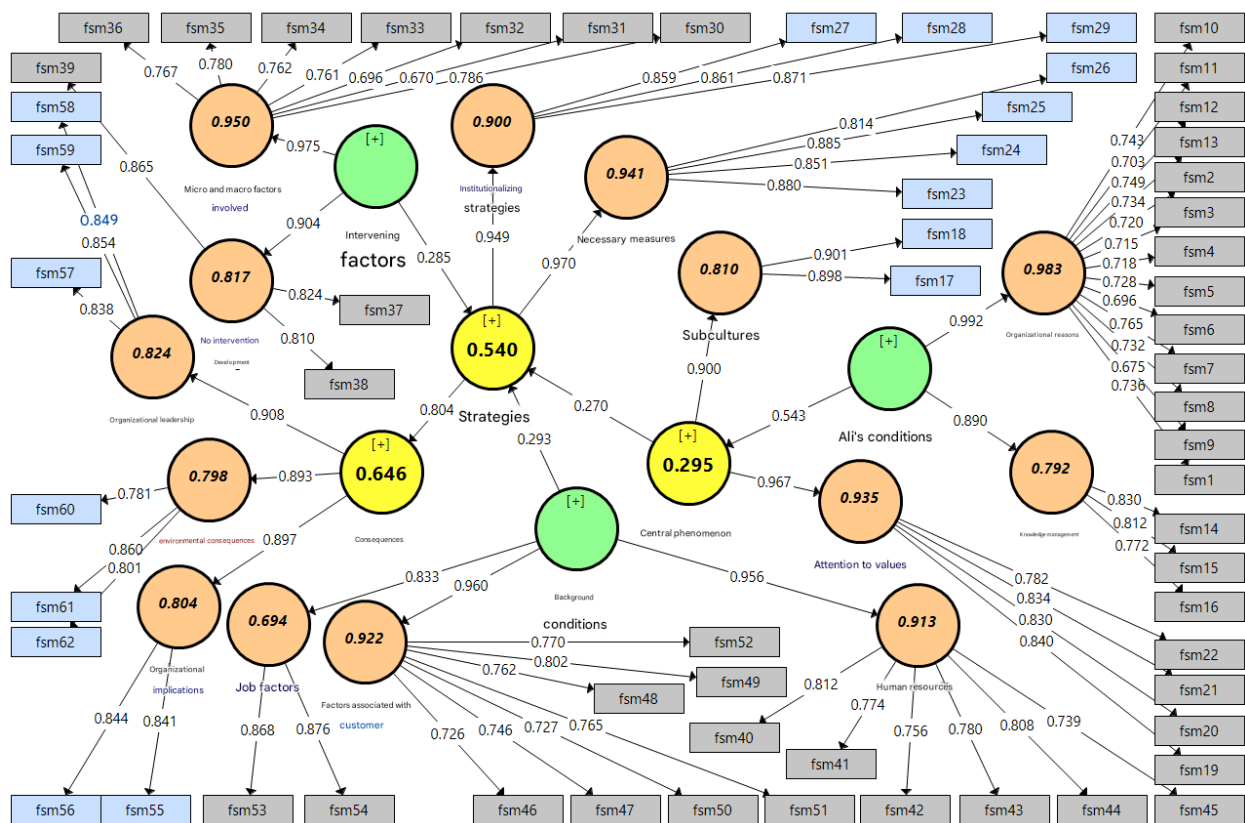 fsm36 fsm35 fsm34 fsm33 fsm32 fsm31 fsm30 fsm27 fsm28 fsm29 fsm10
fsm39
fsm26 fsm11
0.767 0.780 0.762 0.761 0.696 0.670 0.786 0.859 0.861 0.871
fsm58
fsm25 fsm12
0.950
0.900
0.814
[+]
0.975
fsm59
0.885
fsm24
0.743
fsm13
0.865
0.941
0.851
0.703
Micro and macro factors
involved
Institutionalizing
strategies
0.880
fsm23
0.749
fsm2
0.734
0.849
0.904
Intervening
factors
0.949
Necessary measures
0.901
fsm18
0.720
fsm3
0.854
0.285
0.970
0.715
fsm4
fsm57
0.817
0.810
0.898
fsm17
0.983
0.718
0.728
fsm5
0.838
0.824
fsm37
0.696
[+]
0.540
0.992
Organizational reasons
0.765
fsm6
No intervention
Development
-
0.810
Subcultures
[+]
0.732
0.824
fsm38
0.900
0.675
fsm7
0.736
Organizational leadership
0.908
0.804
Strategies
0.270
0.543
0.890
fsm8
[+]
0.646
0.293
[+]
0.295
Ali's conditions
fsm9
0.798
0.893
0.967
0.935
0.792
fsm1
0.781
fsm60
[+]
0.830
fsm14
0.860
environmental consequences
0.897
Consequences
Central phenomenon
Knowledge management
0.812
0.801
Attention to values
0.772
fsm15
0.833
0.960
0.956
0.782
fsm61
0.804
Background
conditions
0.834
fsm16
0.694
0.922
0.913
0.830
fsm62
0.770
fsm52
0.840
fsm22
0.802
Organizational
implications
0.762
fsm49
fsm21
Job factors
fsm48
0.812
Human resources
Factors associated with
customer
0.774
0.844
0.841
0.868
0.876
0.726
0.746
0.727
0.765
fsm40
0.756
0.780
0.808
0.739
fsm20
fsm41
fsm19
fsm56 fsm55 fsm53 fsm54 fsm46 fsm47 fsm50 fsm51 fsm42 fsm43 fsm44 fsm45